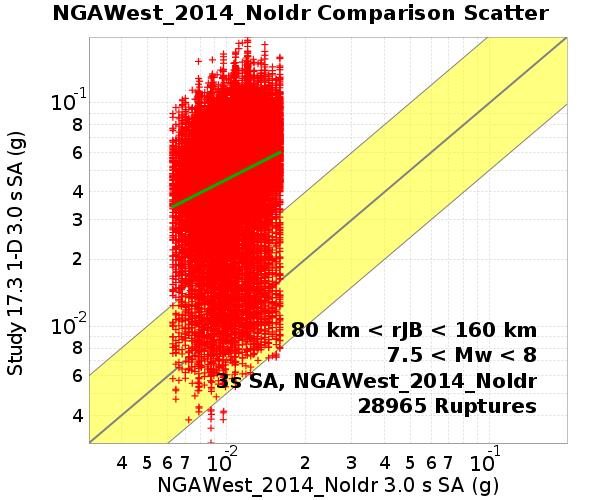 NGAWest_2014_NoIdr Comparison Scatter
Study 17.3 1-D 3.0 s SA (g)
10-1
8
6
4
3
2
10-2
8
6
4
80 km < rJB < 160 km
7.5 < Mw < 8
3s SA, NGAWest_2014_NoIdr
28965 Ruptures
4 5 6 7 10-2 2 3 4 5 6 7 10-1
NGAWest_2014_NoIdr 3.0 s SA (g)